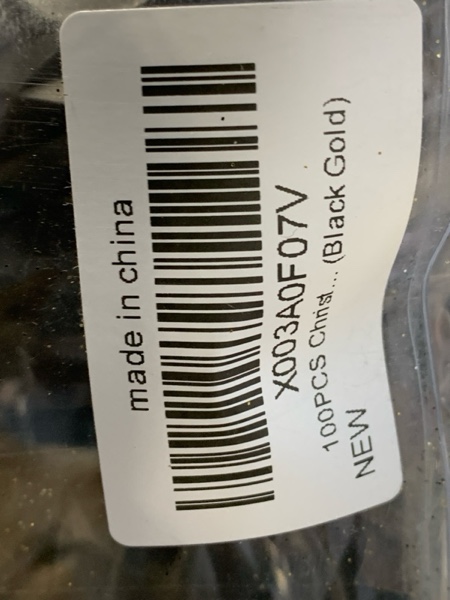 made in china
X003A0F07V
100PCS Christ... (Black Gold)
NEW